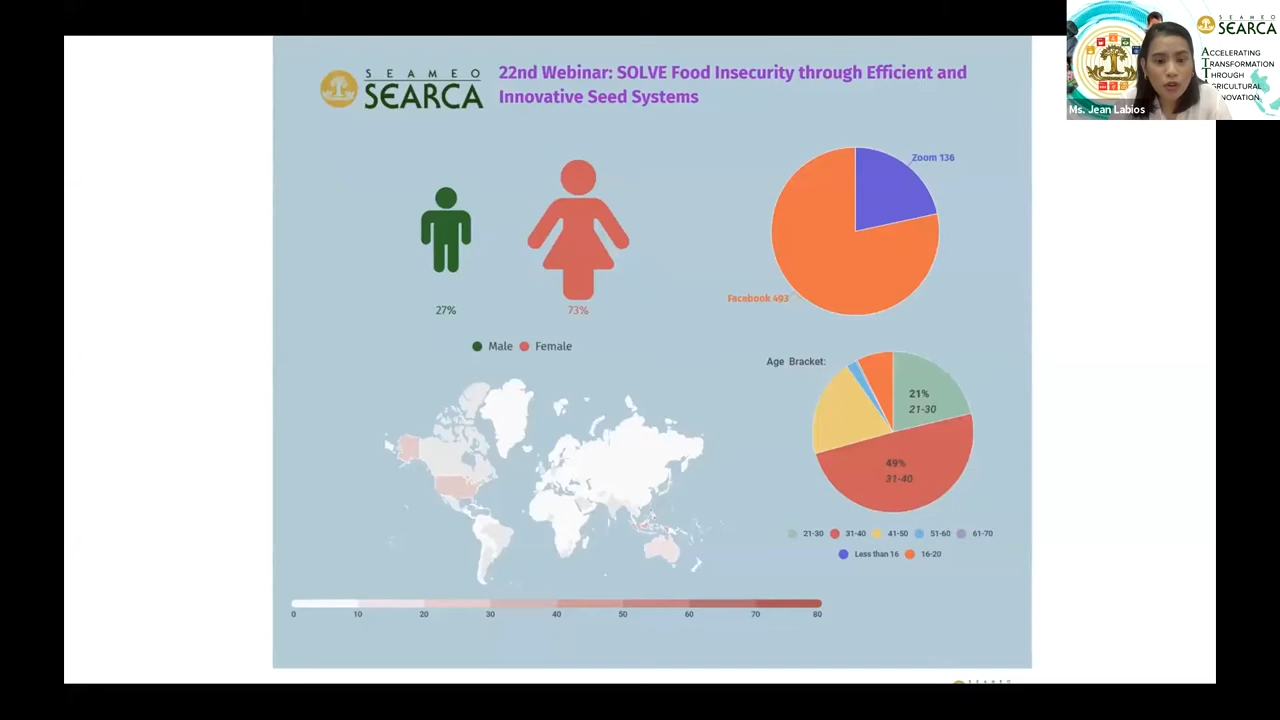 SEAMEO
SEARCA
22nd Webinar: SOLVE Food Insecurity through Efficient and
Innovative Seed Systems
27%
73%
Male Female
Zoom 136
Facebook 493
Age Bracket:
21%
21-30
49%
31-40
21-30 31-40 41-50 51-60 61-70
Less than 16 16-20
0 10 20 30 40 50 60 70 80
SEAMEO
SEARCA
ACCELERATING
TRANSFORMATION
THROUGH
AGRICULTURAL
Ms. Jean Labios